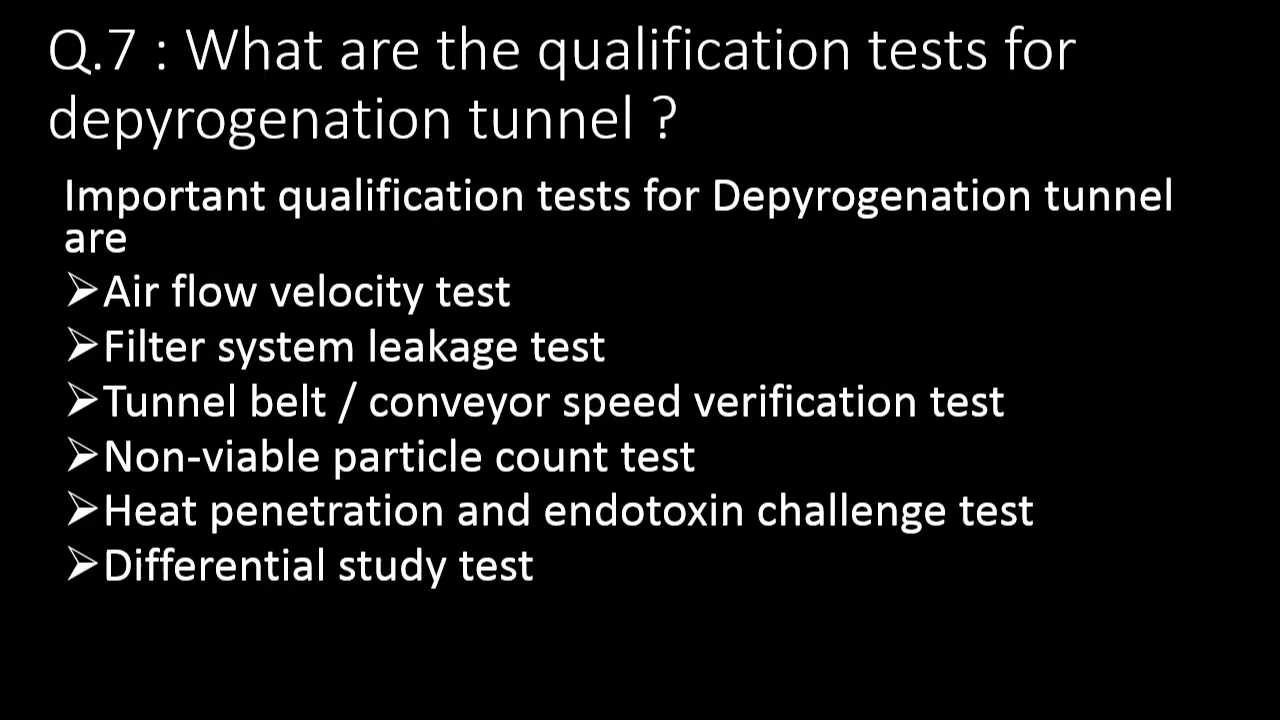 Q.7 : What are the qualification tests for
depyrogenation tunnel ?
Important qualification tests for Depyrogenation tunnel
are
➢Air flow velocity test
➢Filter system leakage test
➢Tunnel belt / conveyor speed verification test
➢Non-viable particle count test
➢Heat penetration and endotoxin challenge test
➢Differential study test